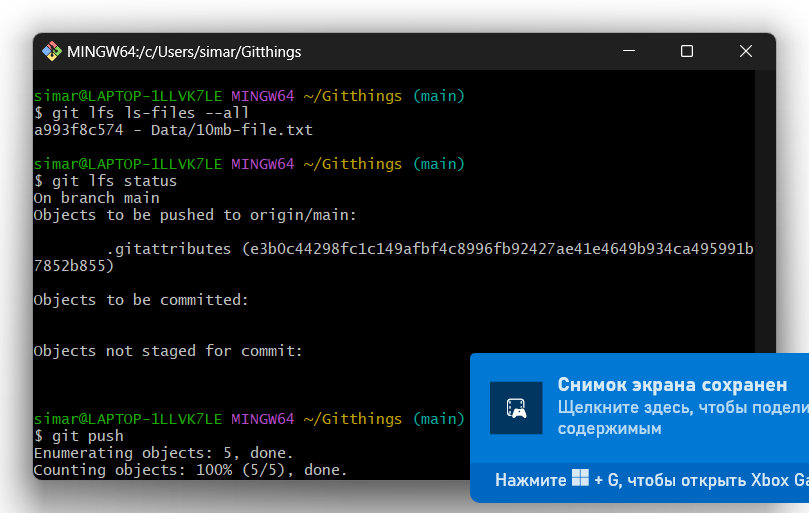 MINGW64:/c/Users/simar/Gitthings
simar@LAPTOP-1LLVK7LE MINGW64 ~/Gitthings (main)
$ git lfs ls-files --all
a993f8c574 - Data/10mb-file.txt
simar@LAPTOP-1LLVK7LE MINGW64 ~/Gitthings (main)
$ git lfs status
On branch main
Objects to be pushed to origin/main:
.gitattributes (e3b0c44298fc1c149afbf4c8996fb92427ae41e4649b934ca495991b
7852b855)
Objects to be committed:
Objects not staged for commit:
simar@LAPTOP-1LLVK7LE MINGW64 ~/Gitthings (main)
$ git push
Enumerating objects: 5, done.
Counting objects: 100% (5/5), done.
Снимок экрана сохранен
Щелкните здесь, чтобы подели
содержимым
Нажмите + G, чтобы открыть Xbox Ga